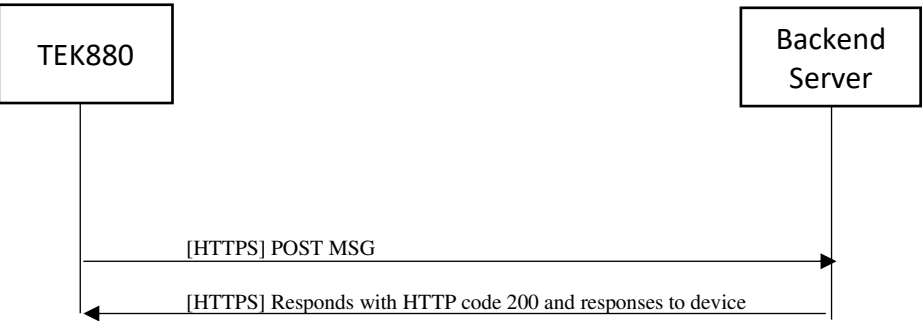 TEK880
Backend
Server
[HTTPS] POST MSG
[HTTPS] Responds with HTTP code 200 and responses to device